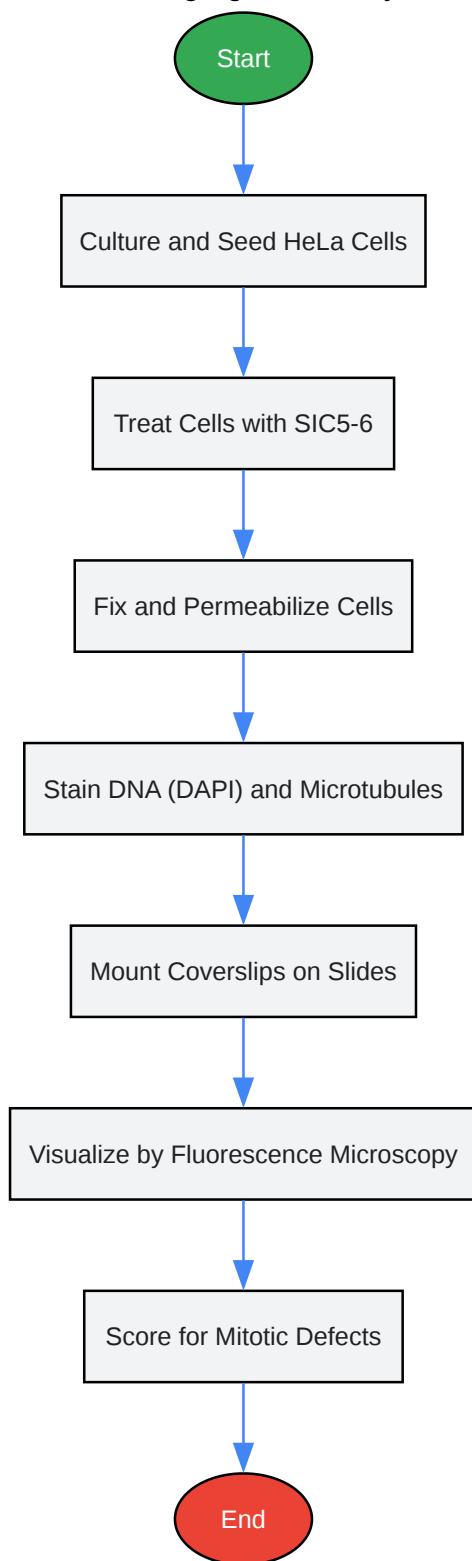 Start
Culture and Seed HeLa Cells
Treat Cells with SIC5-6
Fix and Permeabilize Cells
Stain DNA (DAPI) and Microtubules
Mount Coverslips on Slides
Visualize by Fluorescence Microscopy
Score for Mitotic Defects
End